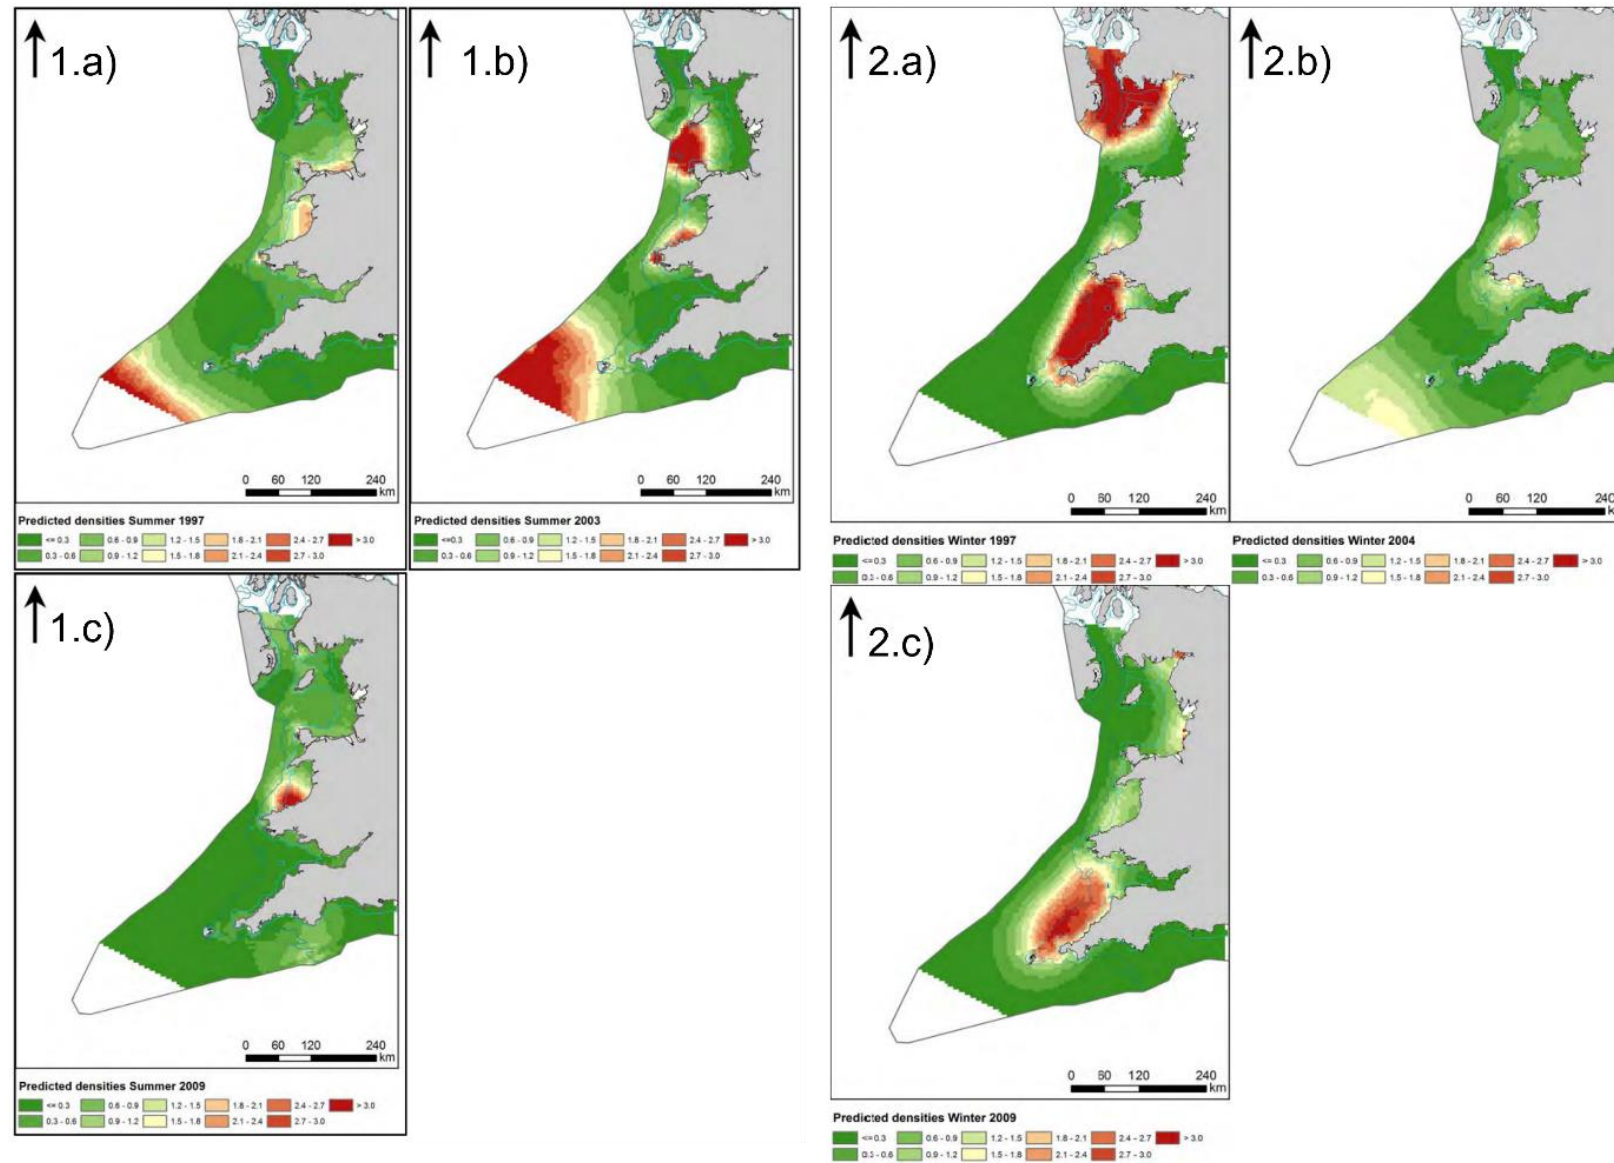 1.a)
0 60 120 240
km
Predicted densities Summer 1997
<= 0.3 0.6 - 0.9 1.2 - 1.5 1.8 - 2.1 2.4 - 2.7 > 3.0
0.3 - 0.6 0.9 - 1.2 1.5 - 1.8 2.1 - 2.4 2.7 - 3.0
1.b)
0 60 120 240
km
Predicted densities Summer 2003
<=0.3 0.6 - 0.9 1.2 - 1.5 1.8 - 2.1 2.4 - 2.7 > 3.0
0.3 - 0.6 0.9 - 1.2 1.5 - 1.8 2.1 - 2.4 2.7 - 3.0
2.a)
0 60 120 240
km
Predicted densities Winter 1997
<= 0.3 0.6 - 0.9 1.2 - 1.5 1.8 - 2.1 2.4 - 2.7 > 3.0
0.3 - 0.6 0.9 - 1.2 1.5 - 1.8 2.1 - 2.4 2.7 - 3.0
2.b)
0 60 120 240
Predicted densities Winter 2004
<= 0.3 0.6 - 0.9 1.2 - 1.5 1.8 - 2.1 2.4 - 2.7 > 3.0
0.3 - 0.6 0.9 - 1.2 1.5 - 1.8 2.1 - 2.4 2.7 - 3.0
1.c)
0 60 120 240
km
Predicted densities Summer 2009
<= 0.3 0.6 - 0.9 1.2 - 1.5 1.8 - 2.1 2.4 - 2.7 > 3.0
0.3 - 0.6 0.9 - 1.2 1.5 - 1.8 2.1 - 2.4 2.7 - 3.0
2.c)
0 60 120 240
km
Predicted densities Winter 2009
<= 0.3 0.6 - 0.9 1.2 - 1.5 1.8 - 2.1 2.4 - 2.7 > 3.0
0.3 - 0.6 0.9 - 1.2 1.5 - 1.8 2.1 - 2.4 2.7 - 3.0